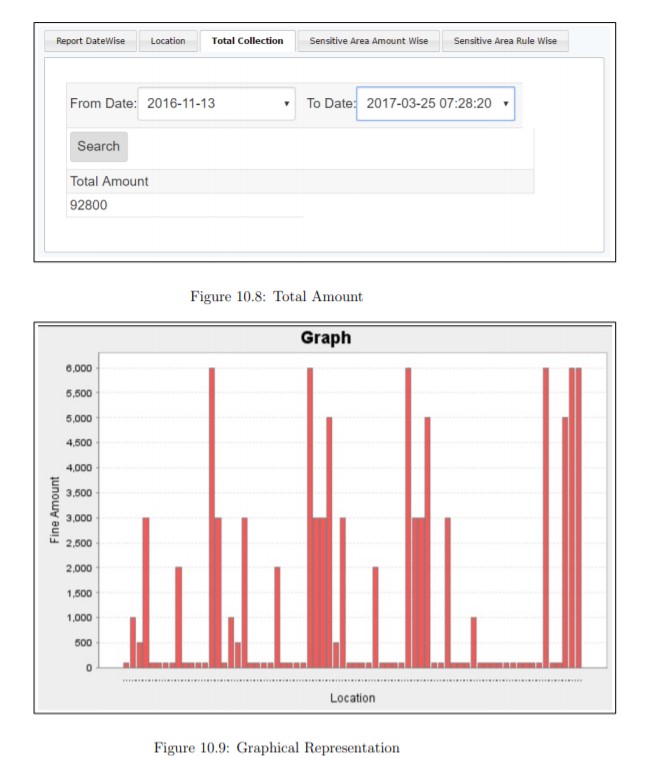 Report DateWise Location Total Collection Sensitive Area Amount Wise Sensitive Area Rule Wise
From Date: 2016-11-13 To Date: 2017-03-25 07:28:20
Search
Total Amount
92800
Figure 10.8: Total Amount
Graph
6,000
5,500
5,000
4,500
4,000
3,500
3,000
2,500
2,000
1,500
1,000
500
0
Fine Amount
Location
Figure 10.9: Graphical Representation